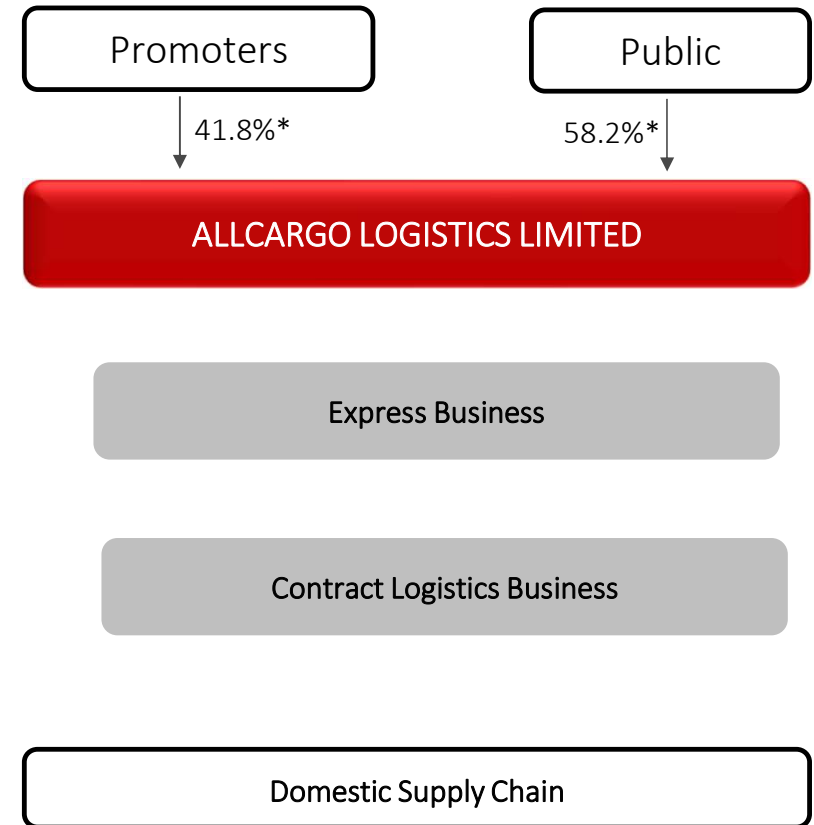 Promoters
Public
41.8%*
58.2%*
ALLCARGO LOGISTICS LIMITED
Express Business
Contract Logistics Business
Domestic Supply Chain